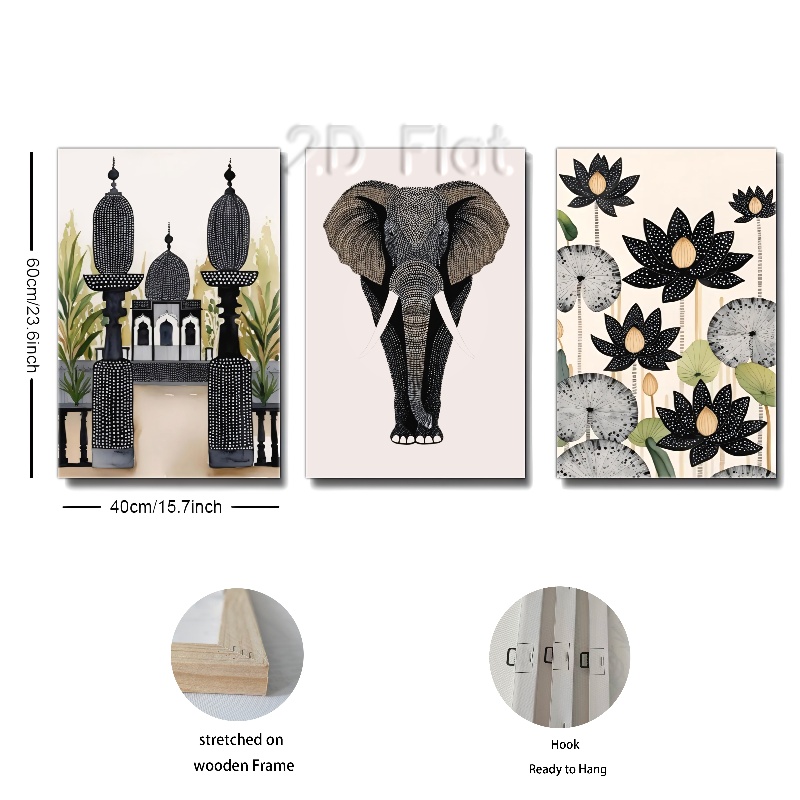 2D Flat
60cm/23.6inch
40cm/15.7inch
stretched on
wooden Frame
Hook
Ready to Hang